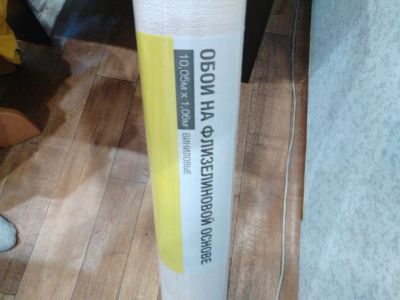 ОБОИ НА ФЛИЗЕЛИНОВОЙ ОСНОВЕ
10,05м x 1,06м
ВИНИЛОВЫЕ